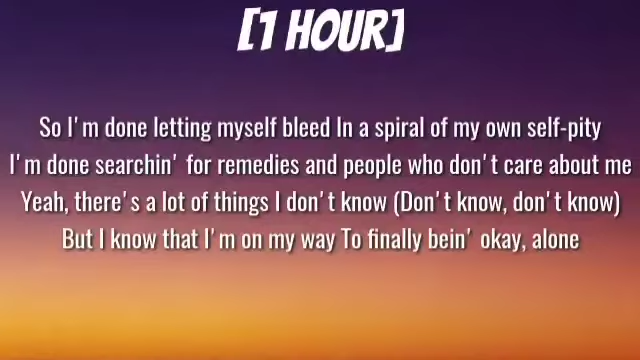 [1 HOUR]
So I'm done letting myself bleed In a spiral of my own self-pity
I'm done searchin' for remedies and people who don't care about me
Yeah, there's a lot of things I don't know (Don't know, don't know)
But I know that I'm on my way To finally bein' okay, alone